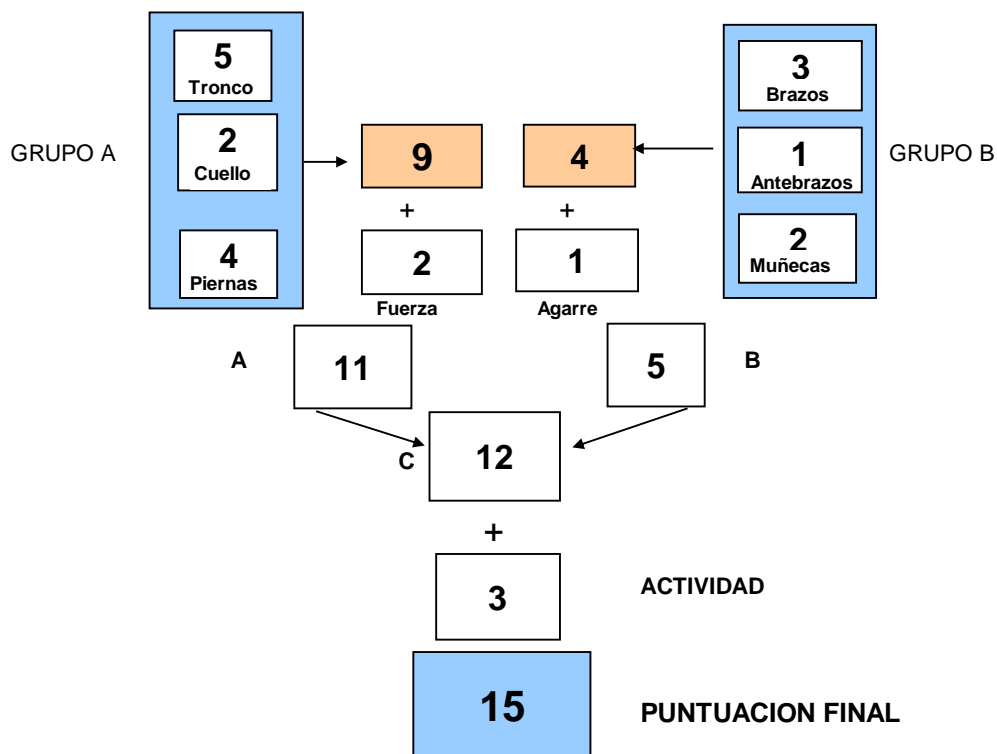 5
Tronco
3
Brazos
GRUPO A
2
Cuello
9
4
1
Antebrazos
GRUPO B
+
+
4
Piernas
2
Fuerza
1
Agarre
2
Muñecas
A
11
5
B
C
12
+
3
ACTIVIDAD
15
PUNTUACION FINAL